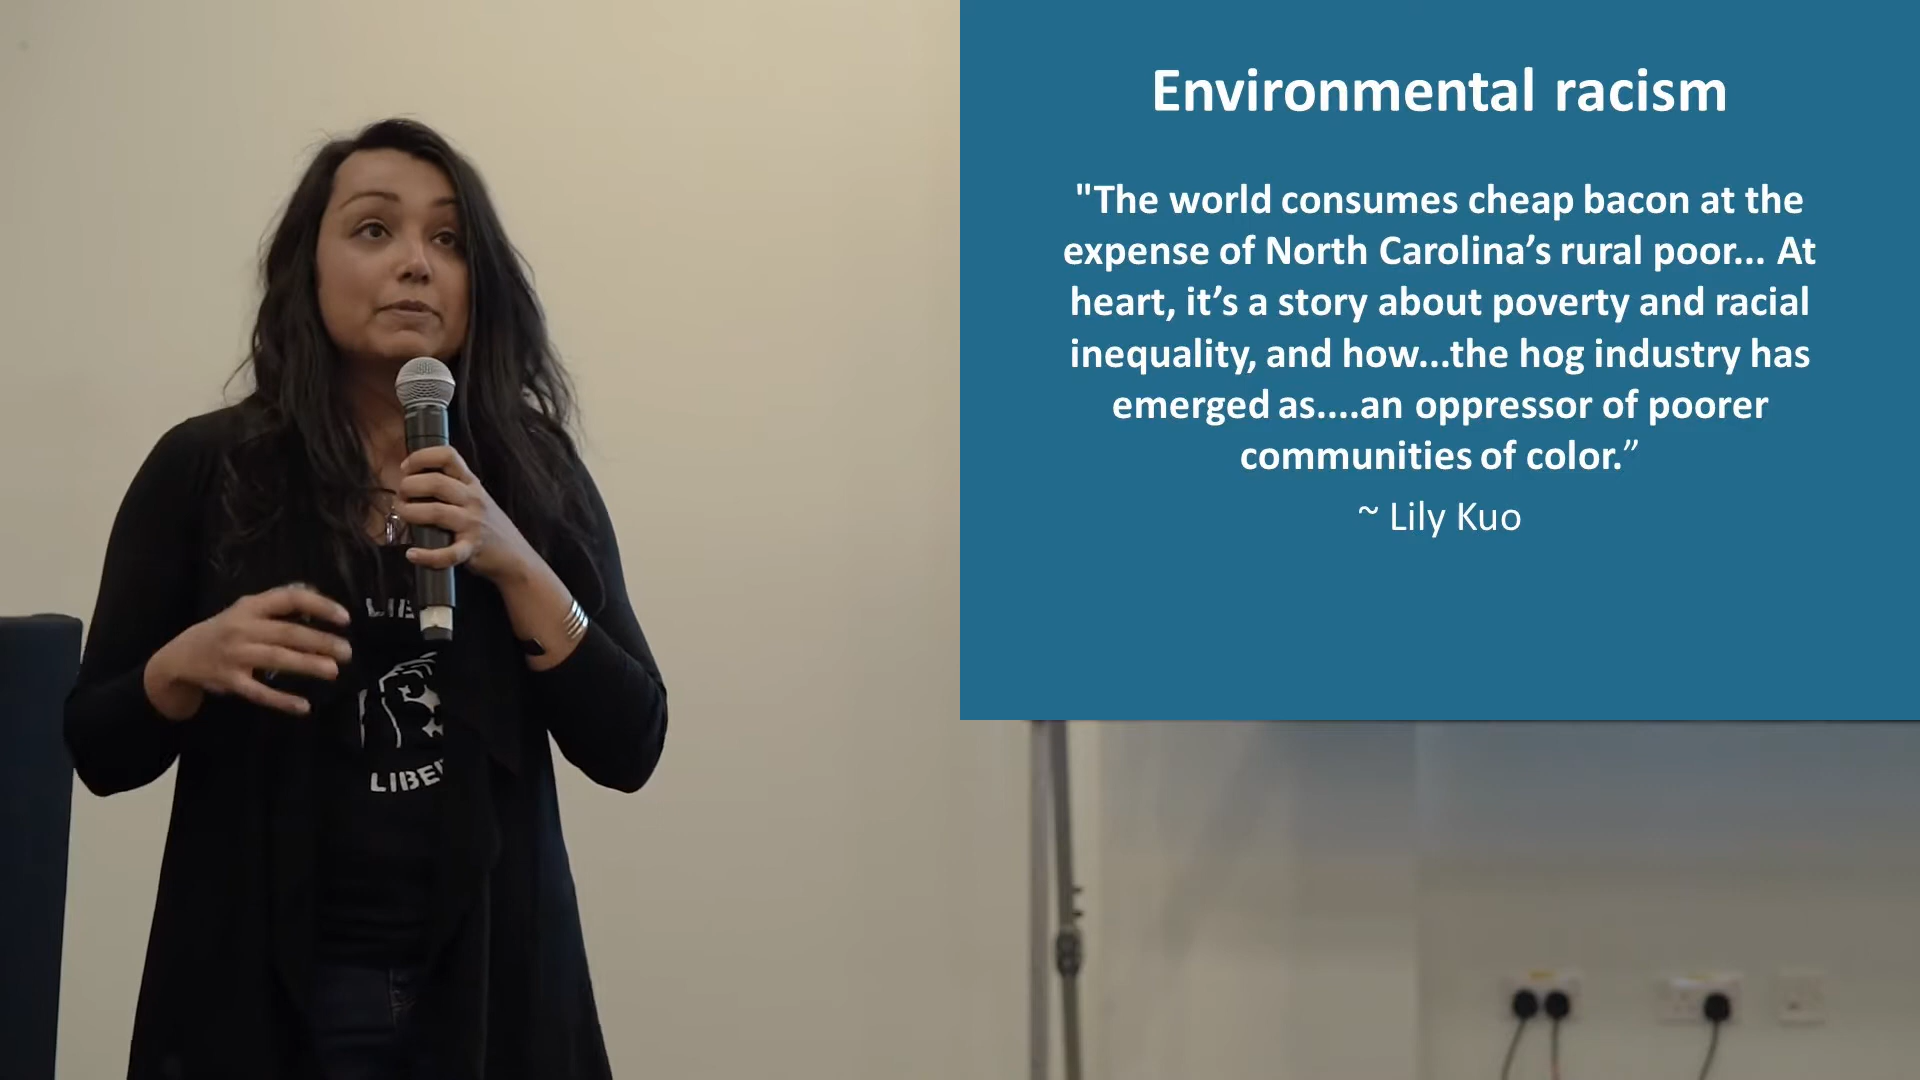 Environmental racism
"The world consumes cheap bacon at the
expense of North Carolina’s rural poor... At
heart, it’s a story about poverty and racial
inequality, and how...the hog industry has
emerged as....an oppressor of poorer
communities of color.”
~ Lily Kuo
LIBE